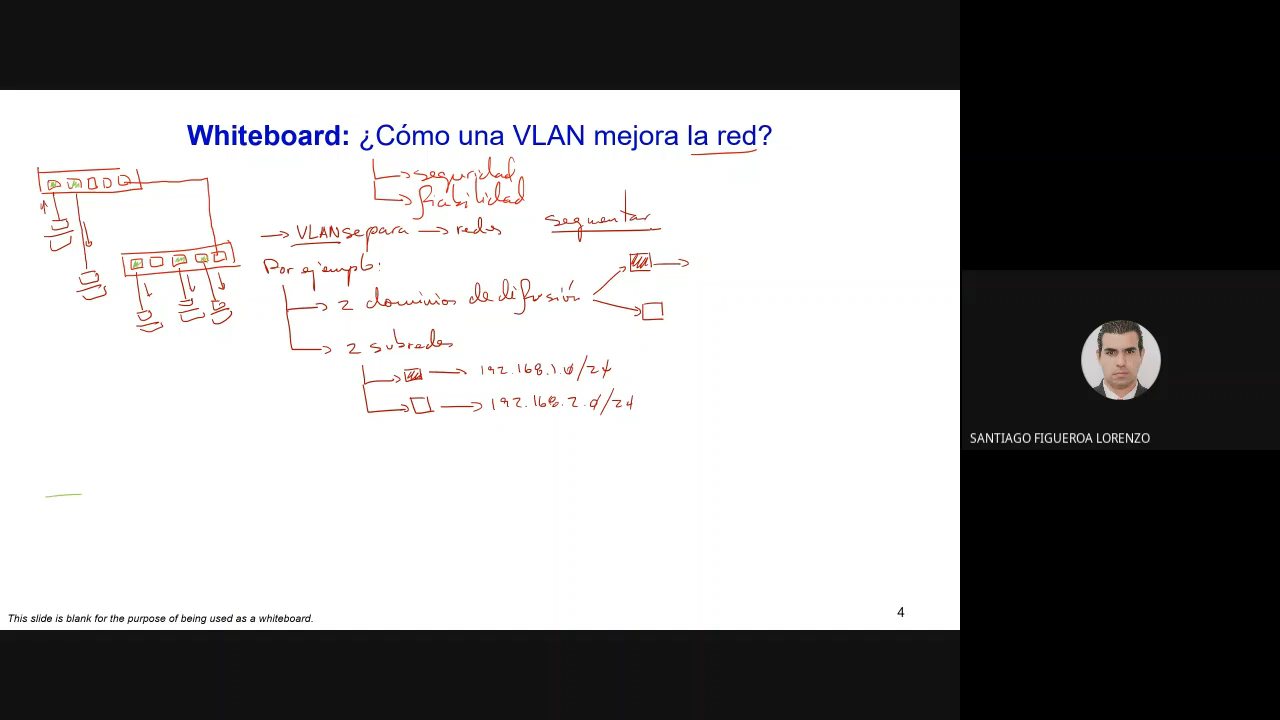 Whiteboard: ¿Cómo una VLAN mejora la red?
→ seguridad
→ fiabilidad
→ VLAN separa → redes
segmentar
Por ejemplo:
→ 2 dominios de difusión
→ 2 subredes
→ 192.168.1.0/24
→ 192.168.2.0/24
This slide is blank for the purpose of being used as a whiteboard.
4
SANTIAGO FIGUEROA LORENZO